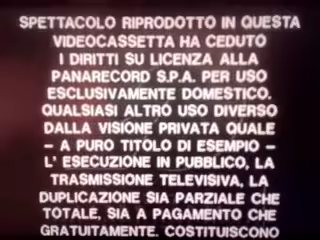 SPETTACOLO RIPRODOTTO IN QUESTA
VIDEOCASSETTA HA CEDUTO
I DIRITTI SU LICENZA ALLA
PANARECORD S.P.A. PER USO
ESCLUSIVAMENTE DOMESTICO.
QUALSIASI ALTRO USO DIVERSO
DALLA VISIONE PRIVATA QUALE
– A PURO TITOLO DI ESEMPIO –
L' ESECUZIONE IN PUBBLICO, LA
TRASMISSIONE TELEVISIVA, LA
DUPLICAZIONE SIA PARZIALE CHE
TOTALE, SIA A PAGAMENTO CHE
GRATUITAMENTE, COSTITUISCONO